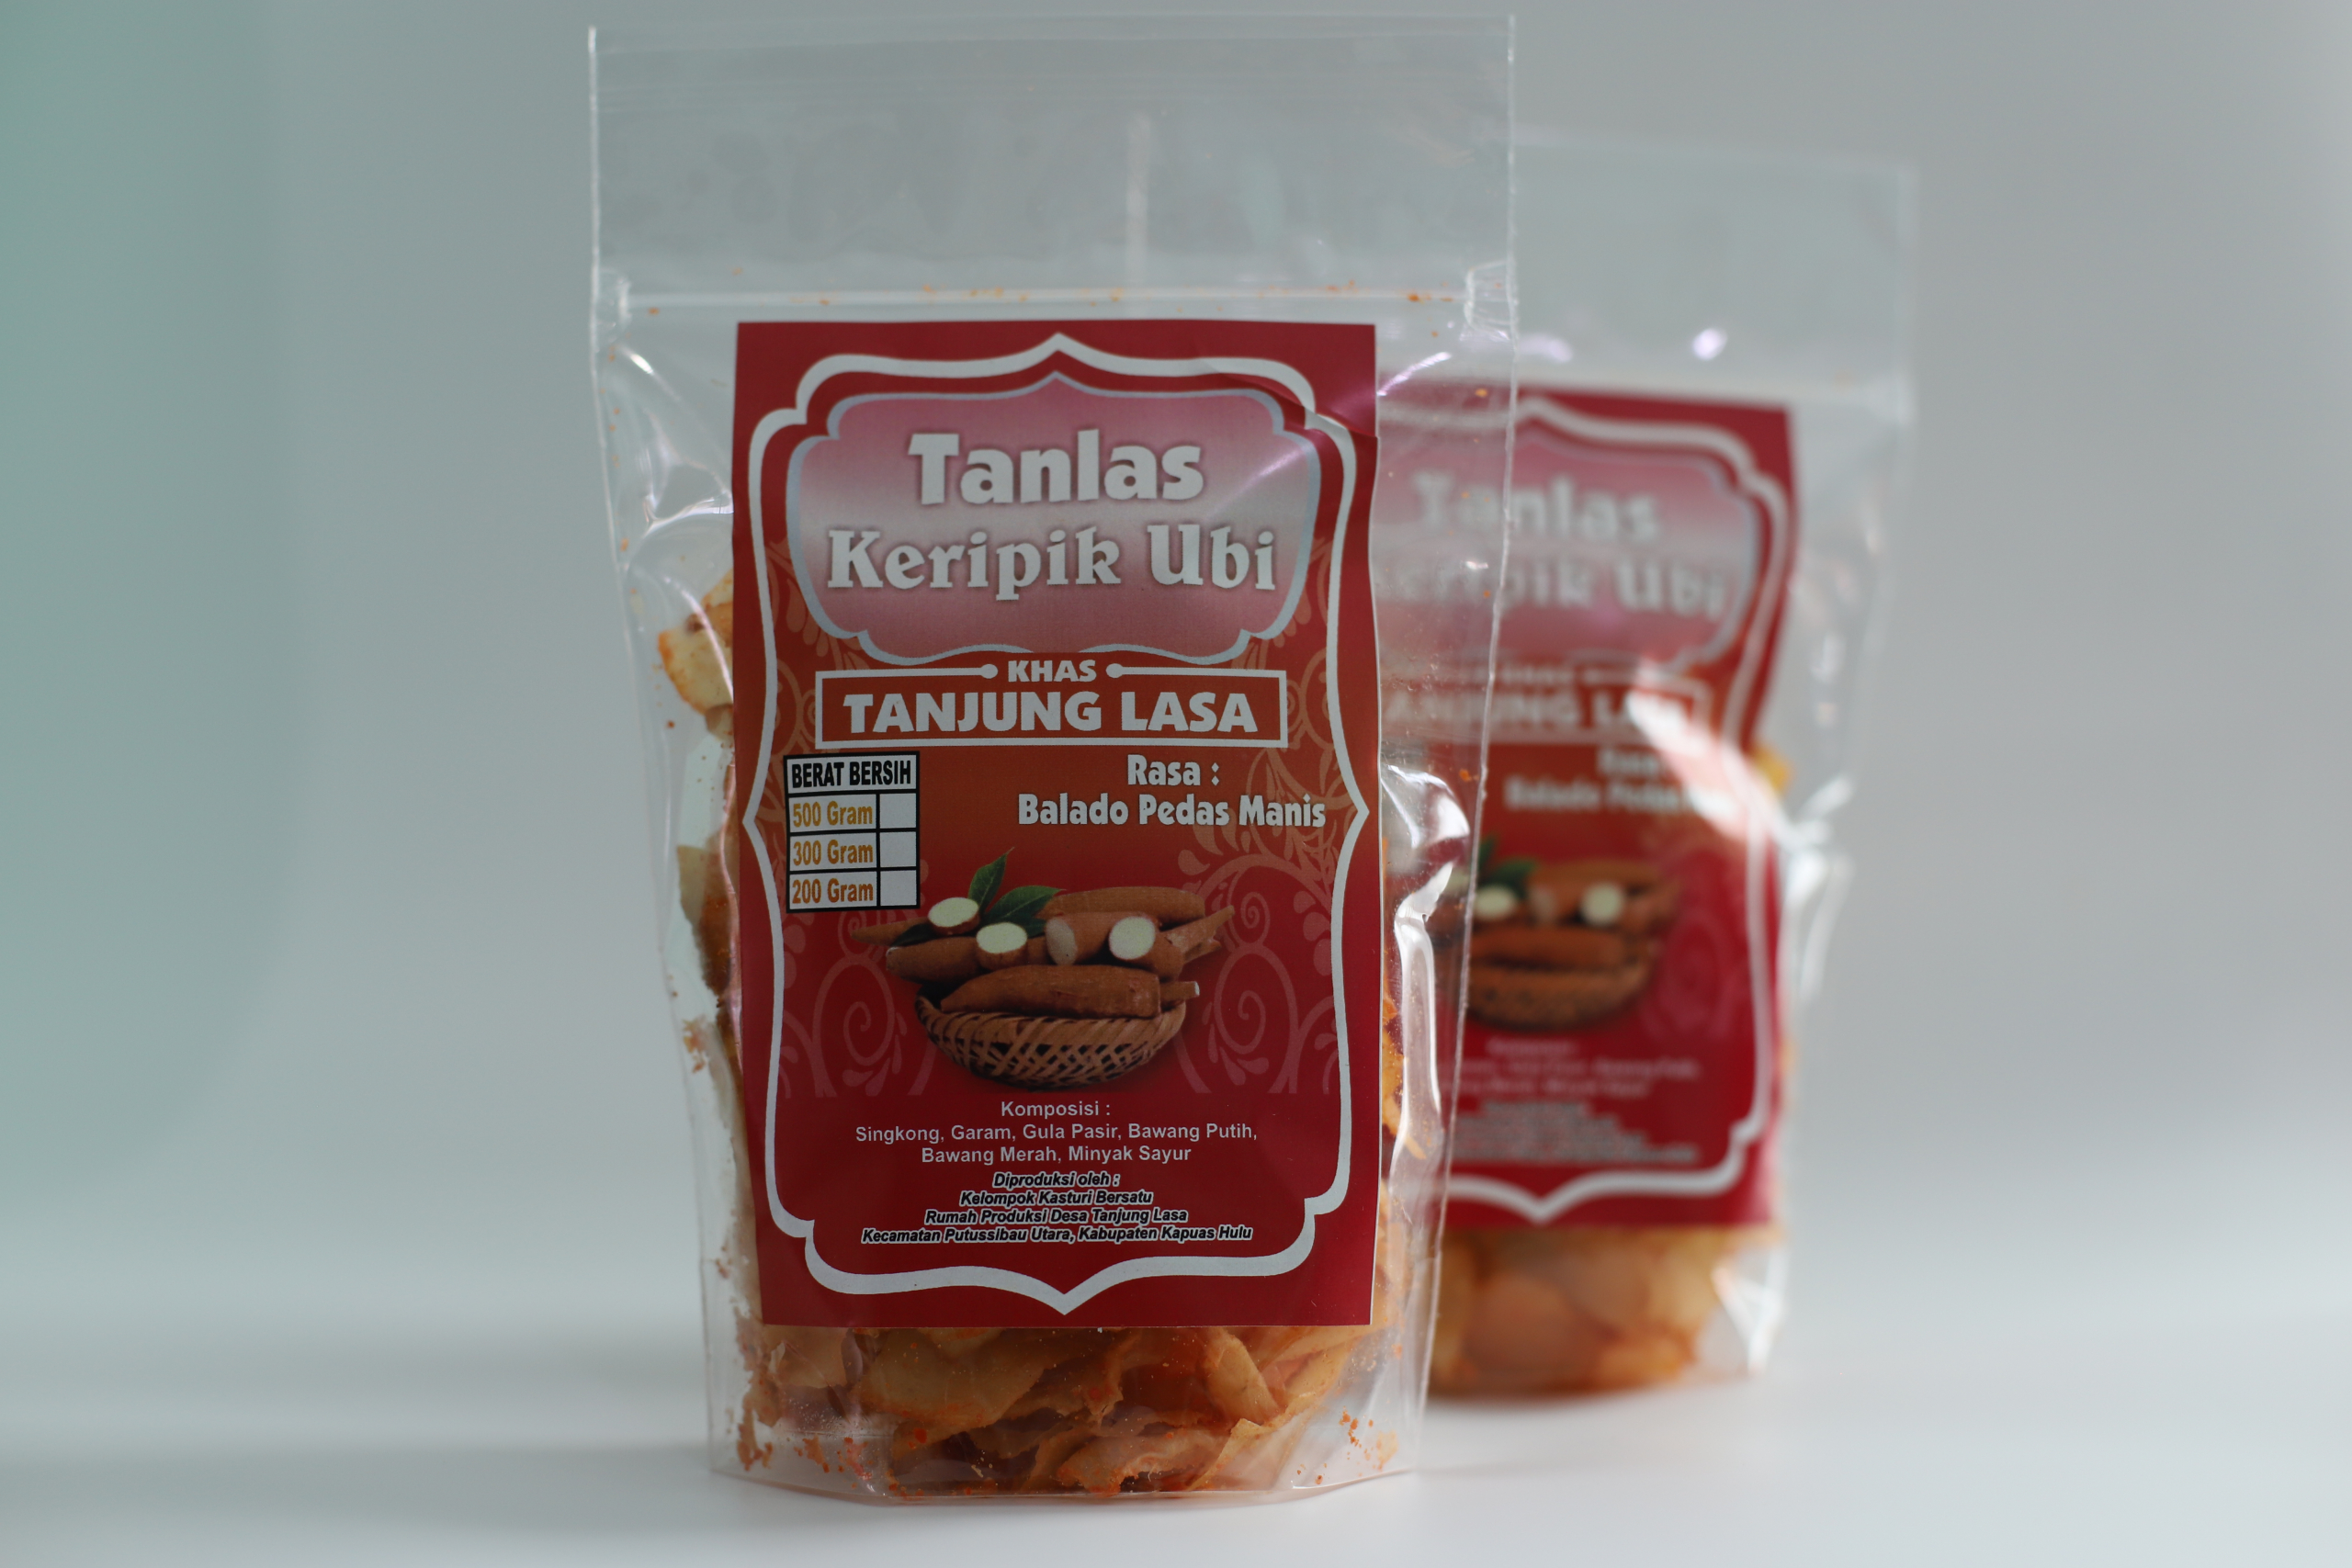 Tanlas
Keripik Ubi
KHAS
TANJUNG LASA
BERAT BERSIH
500 Gram
300 Gram
200 Gram
Rasa :
Balado Pedas Manis
Komposisi :
Singkong, Garam, Gula Pasir, Bawang Putih,
Bawang Merah, Minyak Sayur
Diproduksi oleh :
Kelompok Kasturi Bersatu
Rumah Produksi Desa Tanjung Lasa
Kecamatan Putussibau Utara, Kabupaten Kapuas Hulu
Tanlas
Ubi